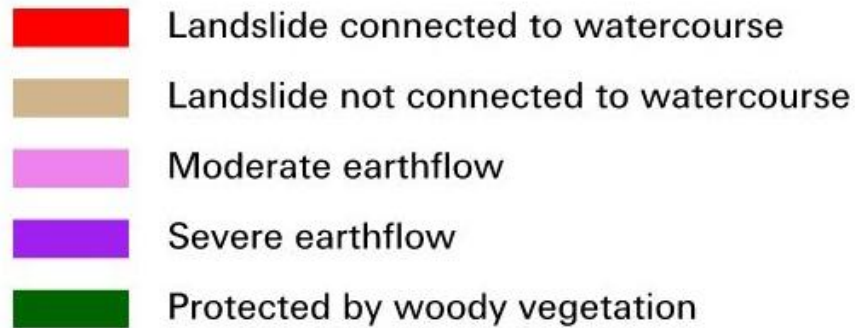 Landslide connected to watercourse
Landslide not connected to watercourse
Moderate earthflow
Severe earthflow
Protected by woody vegetation